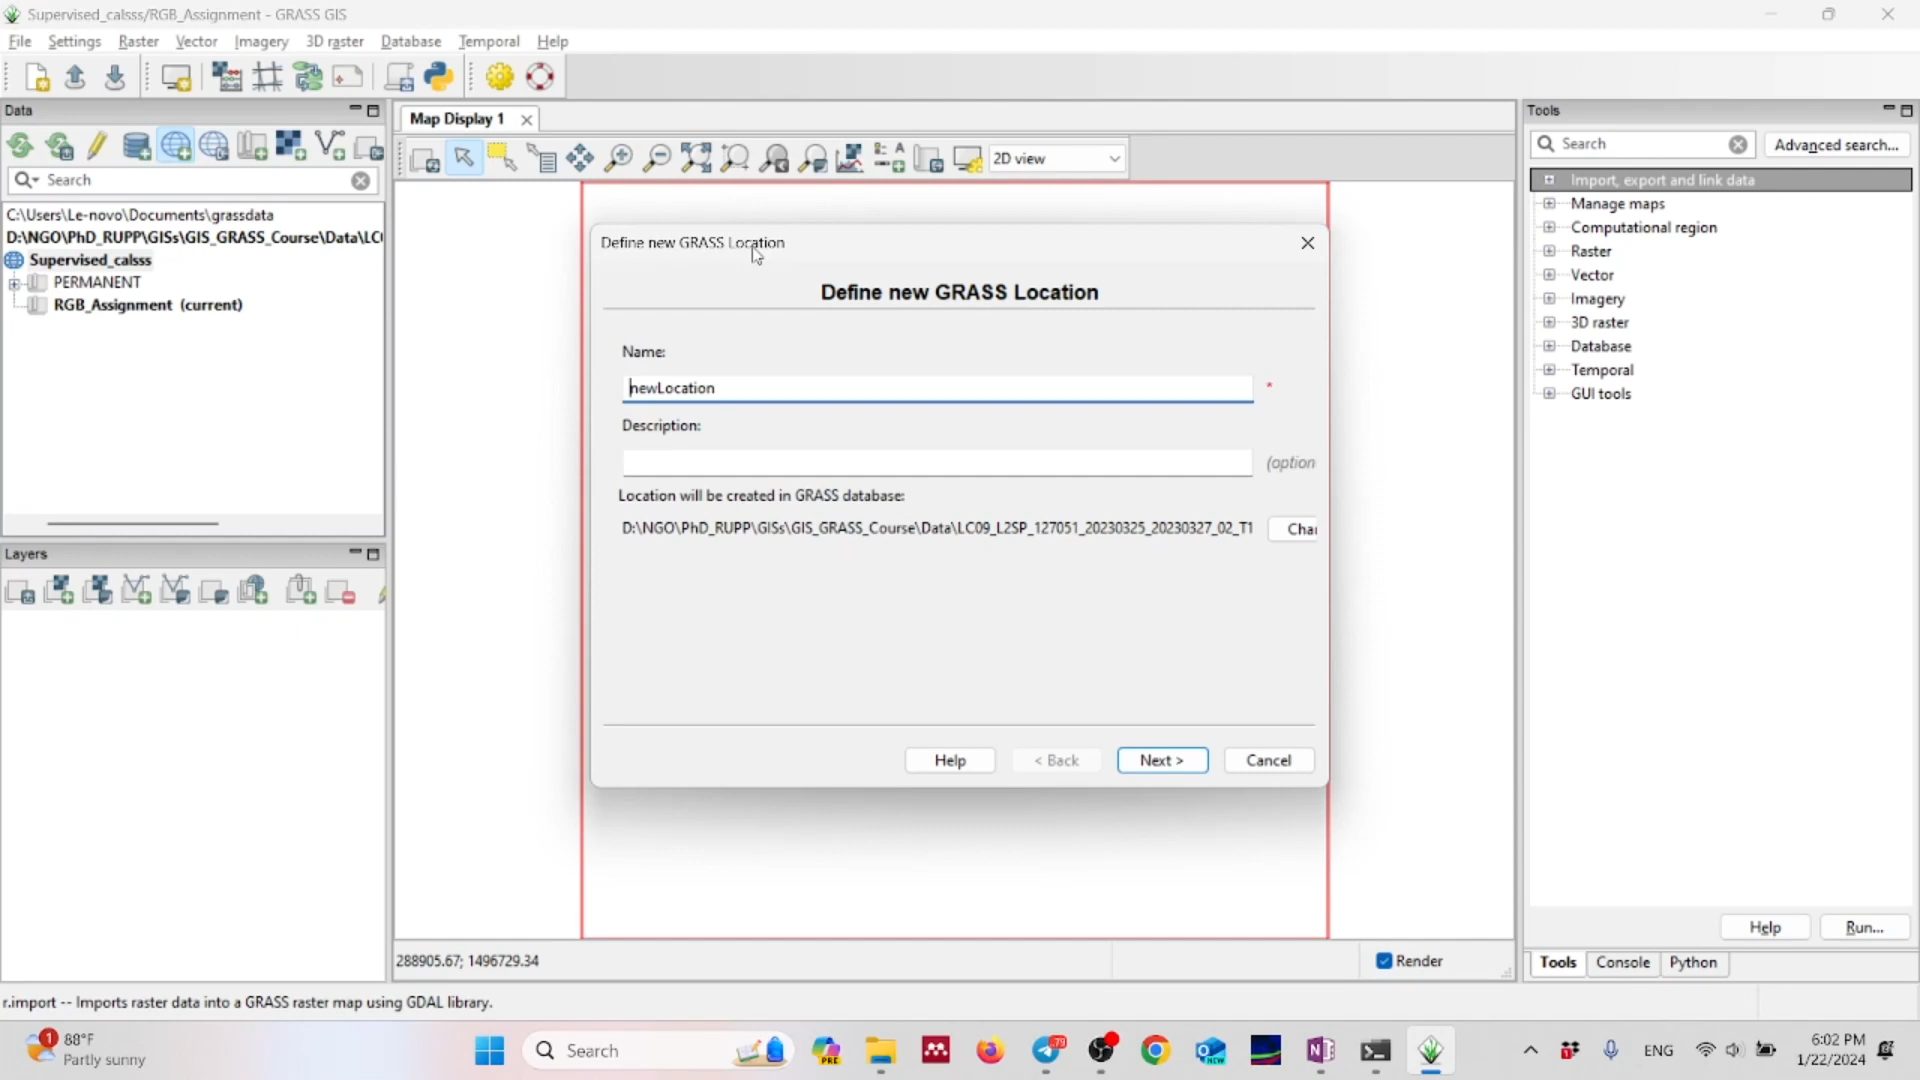 Supervised_calsss/RGB_Assignment - GRASS GIS
File Settings Raster Vector Imagery 3D raster Database Temporal Help
Data
Map Display 1
Tools
2D view
Search
Advanced search...
Search
C:\Users\Le-novo\Documents\grassdata
D:\NGO\PhD_RUPP\GISs\GIS_GRASS_Course\Data\LC
Supervised_calsss
PERMANENT
RGB_Assignment (current)
Import, export and link data
Manage maps
Computational region
Raster
Vector
Imagery
3D raster
Database
Temporal
GUI tools
Define new GRASS Location
Define new GRASS Location
Name:
newLocation
*
Description:
(option
Location will be created in GRASS database:
D:\NGO\PhD_RUPP\GISs\GIS_GRASS_Course\Data\LC09_L2SP_127051_20230325_20230327_02_T1
Cha
Help < Back Next > Cancel
Layers
Help Run...
288905.67; 1496729.34
Render
Tools Console Python
r.import -- Imports raster data into a GRASS raster map using GDAL library.
1
88°F
Partly sunny
Search
PRE
79
NEW
ENG
6:02 PM
1/22/2024